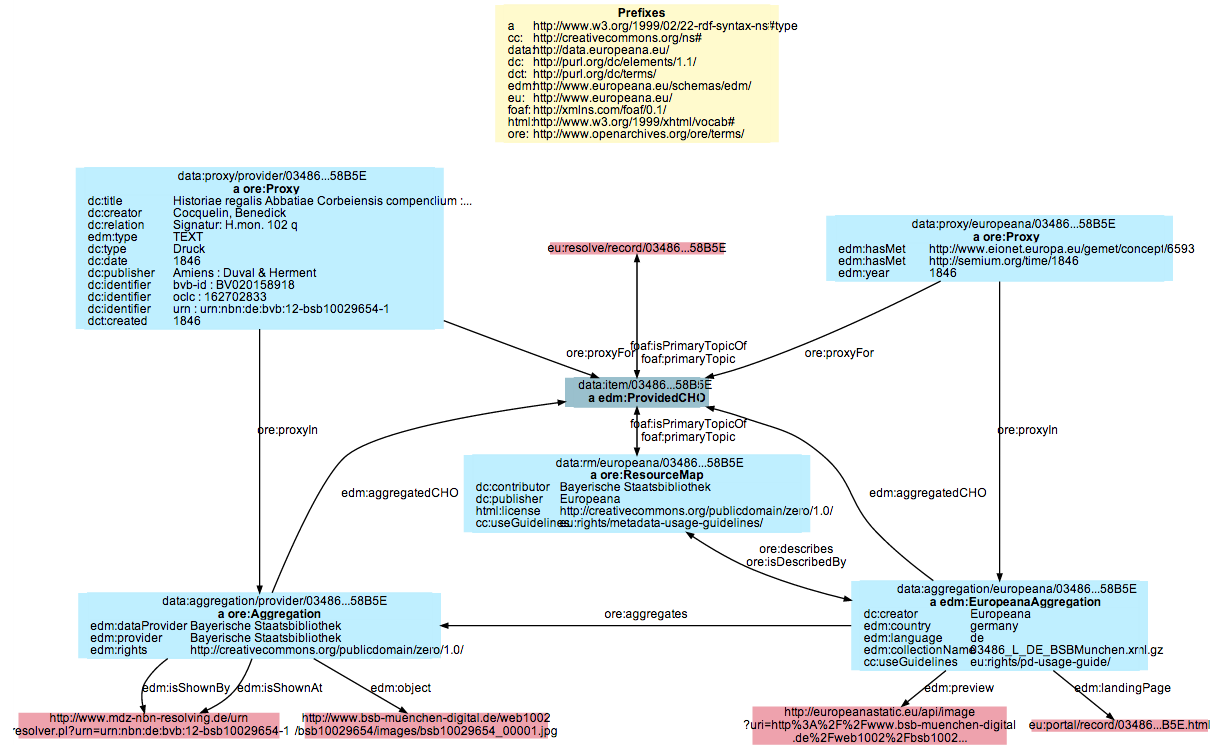 Prefixes
a http://www.w3.org/1999/02/22-rdf-syntax-ns#type
cc: http://creativecommons.org/ns#
data: http://data.europeana.eu/
dc: http://purl.org/dc/elements/1.1/
dct: http://purl.org/dc/terms/
edm: http://www.europeana.eu/schemas/edm/
eu: http://www.europeana.eu/
foaf: http://xmlns.com/foaf/0.1/
html: http://www.w3.org/1999/xhtml/vocab#
ore: http://www.openarchives.org/ore/terms/
data:proxy/provider/03486...58B5E
a ore:Proxy
dc:title Historiae regalis Abbatiae Corbeiensis compendium :...
dc:creator Cocquelin, Benedick
dc:relation Signatur: H.mon. 102 q
edm:type TEXT
dc:type Druck
dc:date 1846
dc:publisher Amiens : Duval & Herment
dc:identifier bvb-id : BV020158918
dc:identifier oclc : 162702833
dc:identifier urn : urn:nbn:de:bvb:12-bsb10029654-1
dct:created 1846
eu:resolve/record/03486...58B5E
data:proxy/europeana/03486...58B5E
a ore:Proxy
edm:hasMet http://www.eionet.europa.eu/gemet/concept/6593
edm:hasMet http://semium.org/time/1846
edm:year 1846
foaf:isPrimaryTopicOf
foaf:primaryTopic
ore:proxyFor
ore:proxyFor
data:item/03486...58B5E
a edm:ProvidedCHO
foaf:isPrimaryTopicOf
foaf:primaryTopic
ore:proxyIn
ore:proxyIn
data:rm/europeana/03486...58B5E
a ore:ResourceMap
dc:contributor Bayerische Staatsbibliothek
dc:publisher Europeana
html:license http://creativecommons.org/publicdomain/zero/1.0/
cc:useGuidelines eu:rights/metadata-usage-guidelines/
edm:aggregatedCHO
edm:aggregatedCHO
ore:describes
ore:isDescribedBy
data:aggregation/provider/03486...58B5E
a ore:Aggregation
edm:dataProvider Bayerische Staatsbibliothek
edm:provider Bayerische Staatsbibliothek
edm:rights http://creativecommons.org/publicdomain/zero/1.0/
ore:aggregates
data:aggregation/europeana/03486...58B5E
a edm:EuropeanaAggregation
dc:creator Europeana
edm:country germany
edm:language de
edm:collectionName 03486_L_DE_BSBMunchen.xml.gz
cc:useGuidelines eu:rights/pd-usage-guide/
edm:isShownBy
edm:isShownAt
edm:object
edm:preview
edm:landingPage
http://www.mdz-nbn-resolving.de/urn
resolver.pl?urn=urn:nbn:de:bvb:12-bsb10029654-1
http://www.bsb-muenchen-digital.de/web1002
/bsb10029654/images/bsb10029654_00001.jpg
http://europeanastatic.eu/api/image
?uri=http%3A%2F%2Fwww.bsb-muenchen-digital
.de%2Fweb1002%2Fbsb1002...
eu:portal/record/03486...B5E.html